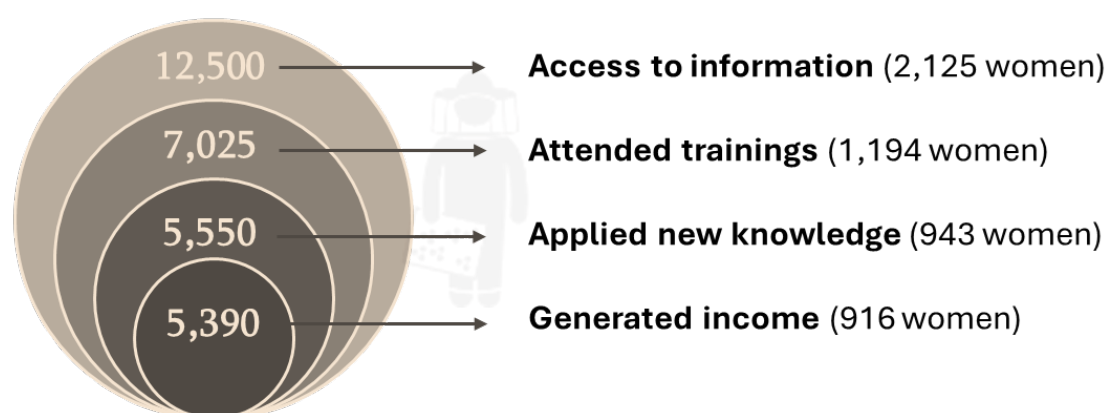 12,500 Access to information (2,125 women)
7,025 Attended trainings (1,194 women)
5,550 Applied new knowledge (943 women)
5,390 Generated income (916 women)